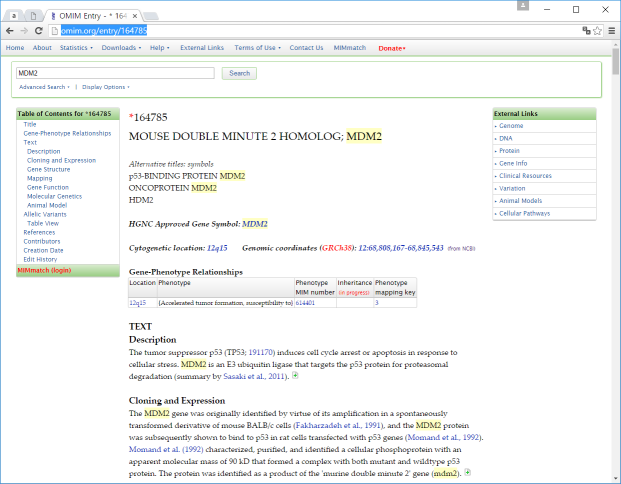 a
OMIM Entry - * 164
omim.org/entry/164785
Home About Statistics Downloads Help External Links Terms of Use Contact Us MIMmatch Donate
MDM2 Search
Advanced Search Display Options
Table of Contents for *164785
Title
Gene-Phenotype Relationships
Text
Description
Cloning and Expression
Gene Structure
Mapping
Gene Function
Molecular Genetics
Animal Model
Allelic Variants
Table View
References
Contributors
Creation Date
Edit History
MIMmatch (login)
*164785
MOUSE DOUBLE MINUTE 2 HOMOLOG; MDM2
Alternative titles; symbols
p53-BINDING PROTEIN MDM2
ONCOPROTEIN MDM2
HDM2
HGNC Approved Gene Symbol: MDM2
Cytogenetic location: 12q15 Genomic coordinates (GRCh38): 12:68,808,167-68,845,543 (from NCBI)
Gene-Phenotype Relationships
Location Phenotype Phenotype MIM number Inheritance (in progress) Phenotype mapping key
12q15 {Accelerated tumor formation, susceptibility to} 614401 3
TEXT
Description
The tumor suppressor p53 (TP53; 191170) induces cell cycle arrest or apoptosis in response to
cellular stress. MDM2 is an E3 ubiquitin ligase that targets the p53 protein for proteasomal
degradation (summary by Sasaki et al., 2011).
Cloning and Expression
The MDM2 gene was originally identified by virtue of its amplification in a spontaneously
transformed derivative of mouse BALB/c cells (Fakharzadeh et al., 1991), and the MDM2 protein
was subsequently shown to bind to p53 in rat cells transfected with p53 genes (Momand et al., 1992).
Momand et al. (1992) characterized, purified, and identified a cellular phosphoprotein with an
apparent molecular mass of 90 kD that formed a complex with both mutant and wildtype p53
protein. The protein was identified as a product of the 'murine double minute 2' gene (mdm2).
External Links
Genome
DNA
Protein
Gene Info
Clinical Resources
Variation
Animal Models
Cellular Pathways